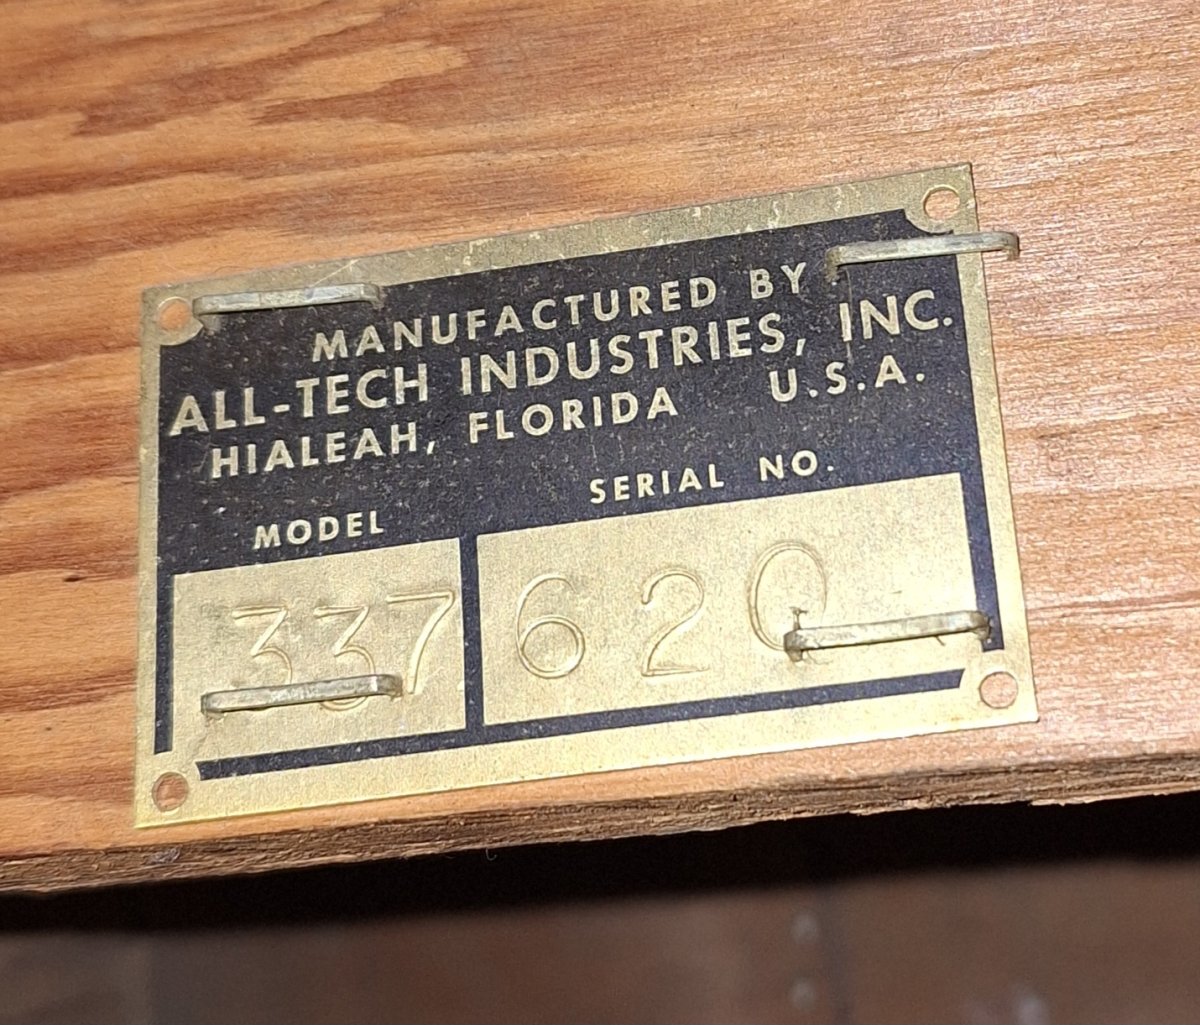 MANUFACTURED BY
ALL-TECH INDUSTRIES, INC.
HIALEAH, FLORIDA U.S.A.
MODEL SERIAL NO.
337 620